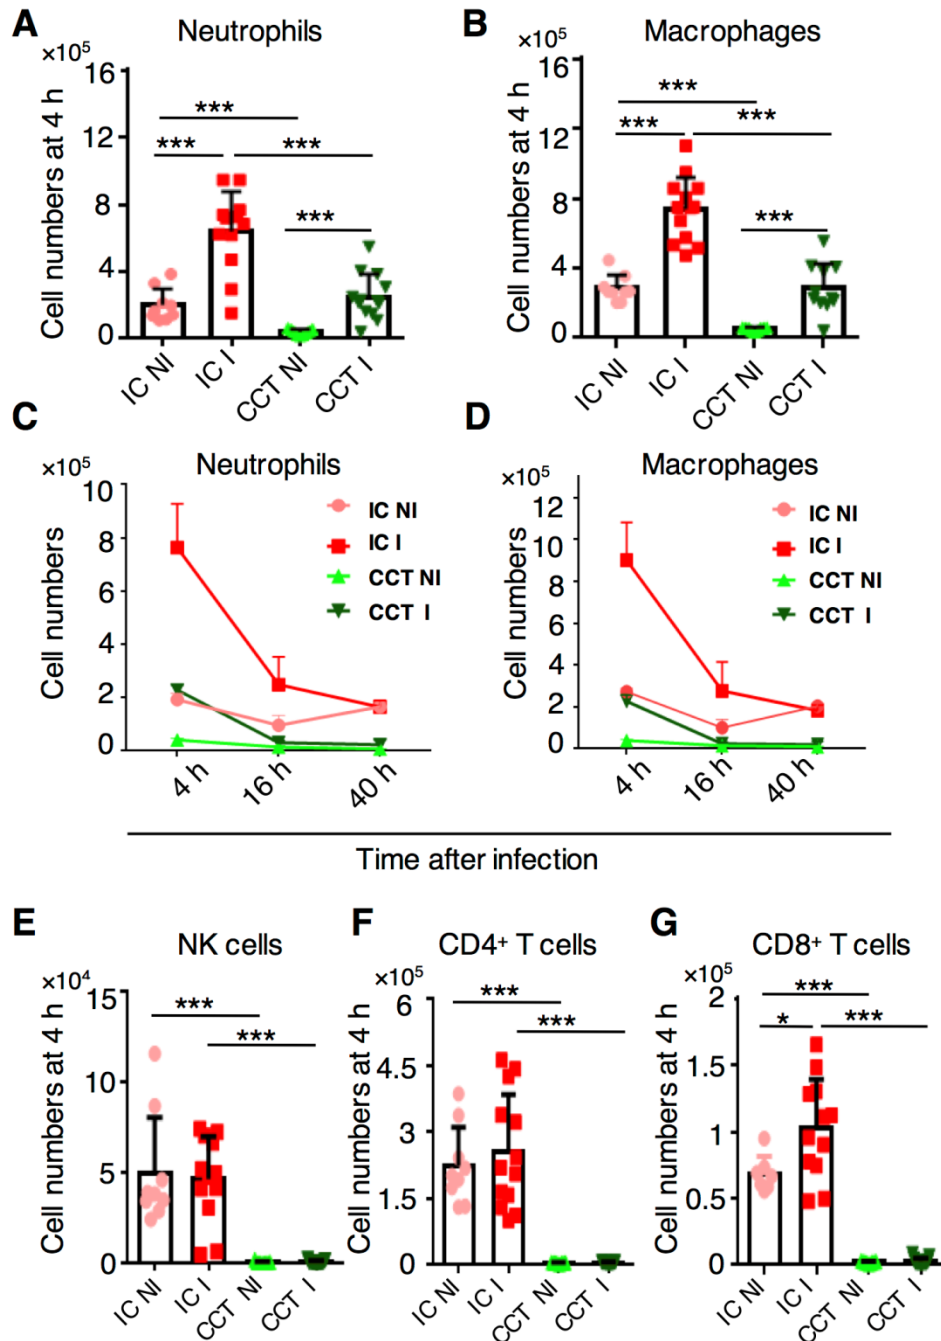 A
Neutrophils
×10⁵
Cell numbers at 4 h
16
12
8
4
0
***
***
***
***
IC NI
IC I
CCT NI
CCT I
B
Macrophages
×10⁵
Cell numbers at 4 h
16
12
8
4
0
***
***
***
***
IC NI
IC I
CCT NI
CCT I
C
Neutrophils
×10⁵
Cell numbers
10
8
6
4
2
0
IC NI
IC I
CCT NI
CCT I
4 h
16 h
40 h
D
Macrophages
×10⁵
Cell numbers
12
10
8
6
4
2
0
IC NI
IC I
CCT NI
CCT I
4 h
16 h
40 h
Time after infection
E
NK cells
×10⁴
Cell numbers at 4 h
15
10
5
0
***
***
IC NI
IC I
CCT NI
CCT I
F
CD4⁺ T cells
×10⁵
Cell numbers at 4 h
6
4.5
3
1.5
0
***
***
IC NI
IC I
CCT NI
CCT I
G
CD8⁺ T cells
×10⁵
Cell numbers at 4 h
2
1.5
1
0.5
0
***
*
***
IC NI
IC I
CCT NI
CCT I